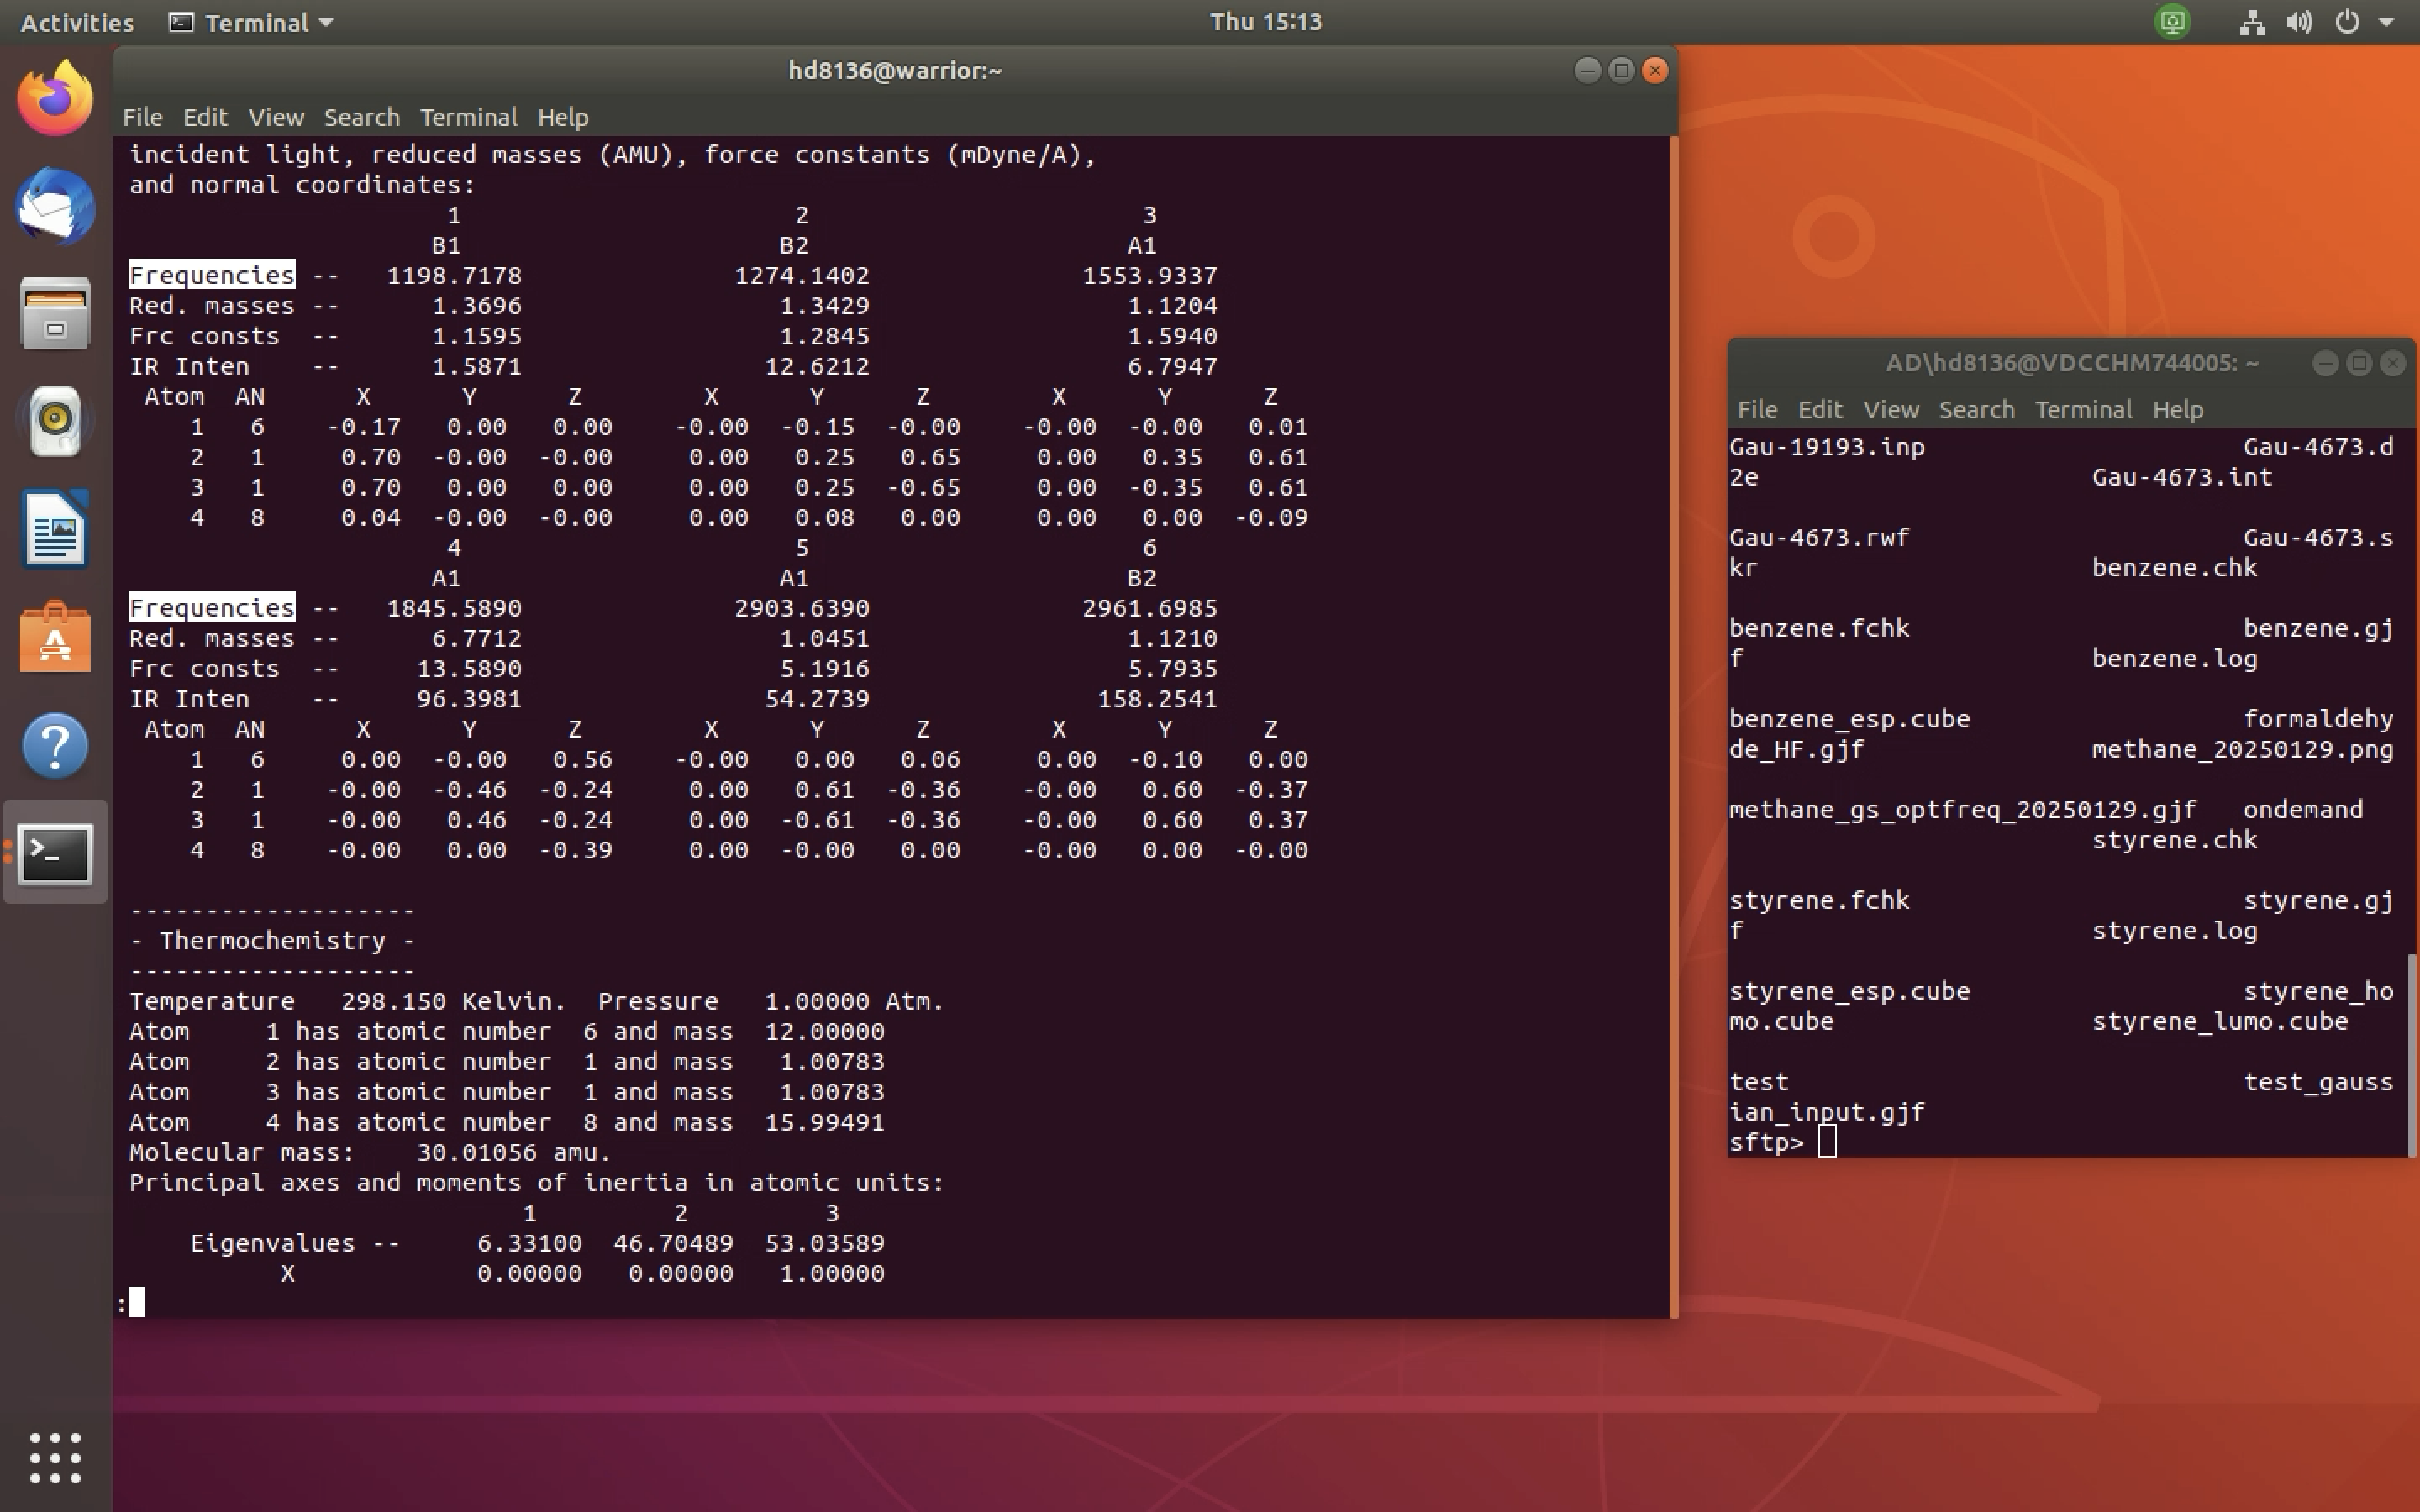 Activities Terminal Thu 15:13
hd8136@warrior:~
File Edit View Search Terminal Help
incident light, reduced masses (AMU), force constants (mDyne/A),
and normal coordinates:
1 2 3
B1 B2 A1
Frequencies -- 1198.7178 1274.1402 1553.9337
Red. masses -- 1.3696 1.3429 1.1204
Frc consts -- 1.1595 1.2845 1.5940
IR Inten -- 1.5871 12.6212 6.7947
Atom AN X Y Z X Y Z X Y Z
1 6 -0.17 0.00 0.00 -0.00 -0.15 -0.00 -0.00 -0.00 0.01
2 1 0.70 -0.00 -0.00 0.00 0.25 0.65 0.00 0.35 0.61
3 1 0.70 0.00 0.00 0.00 0.25 -0.65 0.00 -0.35 0.61
4 8 0.04 -0.00 -0.00 0.00 0.08 0.00 0.00 0.00 -0.09
4 5 6
A1 A1 B2
Frequencies -- 1845.5890 2903.6390 2961.6985
Red. masses -- 6.7712 1.0451 1.1210
Frc consts -- 13.5890 5.1916 5.7935
IR Inten -- 96.3981 54.2739 158.2541
Atom AN X Y Z X Y Z X Y Z
1 6 0.00 -0.00 0.56 -0.00 0.00 0.06 0.00 -0.10 0.00
2 1 -0.00 -0.46 -0.24 0.00 0.61 -0.36 -0.00 0.60 -0.37
3 1 -0.00 0.46 -0.24 0.00 -0.61 -0.36 -0.00 0.60 0.37
4 8 -0.00 0.00 -0.39 0.00 -0.00 0.00 -0.00 0.00 -0.00
-------------------
- Thermochemistry -
-------------------
Temperature 298.150 Kelvin. Pressure 1.00000 Atm.
Atom 1 has atomic number 6 and mass 12.00000
Atom 2 has atomic number 1 and mass 1.00783
Atom 3 has atomic number 1 and mass 1.00783
Atom 4 has atomic number 8 and mass 15.99491
Molecular mass: 30.01056 amu.
Principal axes and moments of inertia in atomic units:
1 2 3
Eigenvalues -- 6.33100 46.70489 53.03589
X 0.00000 0.00000 1.00000
:
AD\hd8136@VDCCHM744005: ~
File Edit View Search Terminal Help
Gau-19193.inp Gau-4673.d
2e Gau-4673.int
Gau-4673.rwf Gau-4673.s
kr benzene.chk
benzene.fchk benzene.gj
f benzene.log
benzene_esp.cube formaldehy
de_HF.gjf methane_20250129.png
methane_gs_optfreq_20250129.gjf ondemand
styrene.chk
styrene.fchk styrene.gj
f styrene.log
styrene_esp.cube styrene_ho
mo.cube styrene_lumo.cube
test test_gauss
ian_input.gjf
sftp>